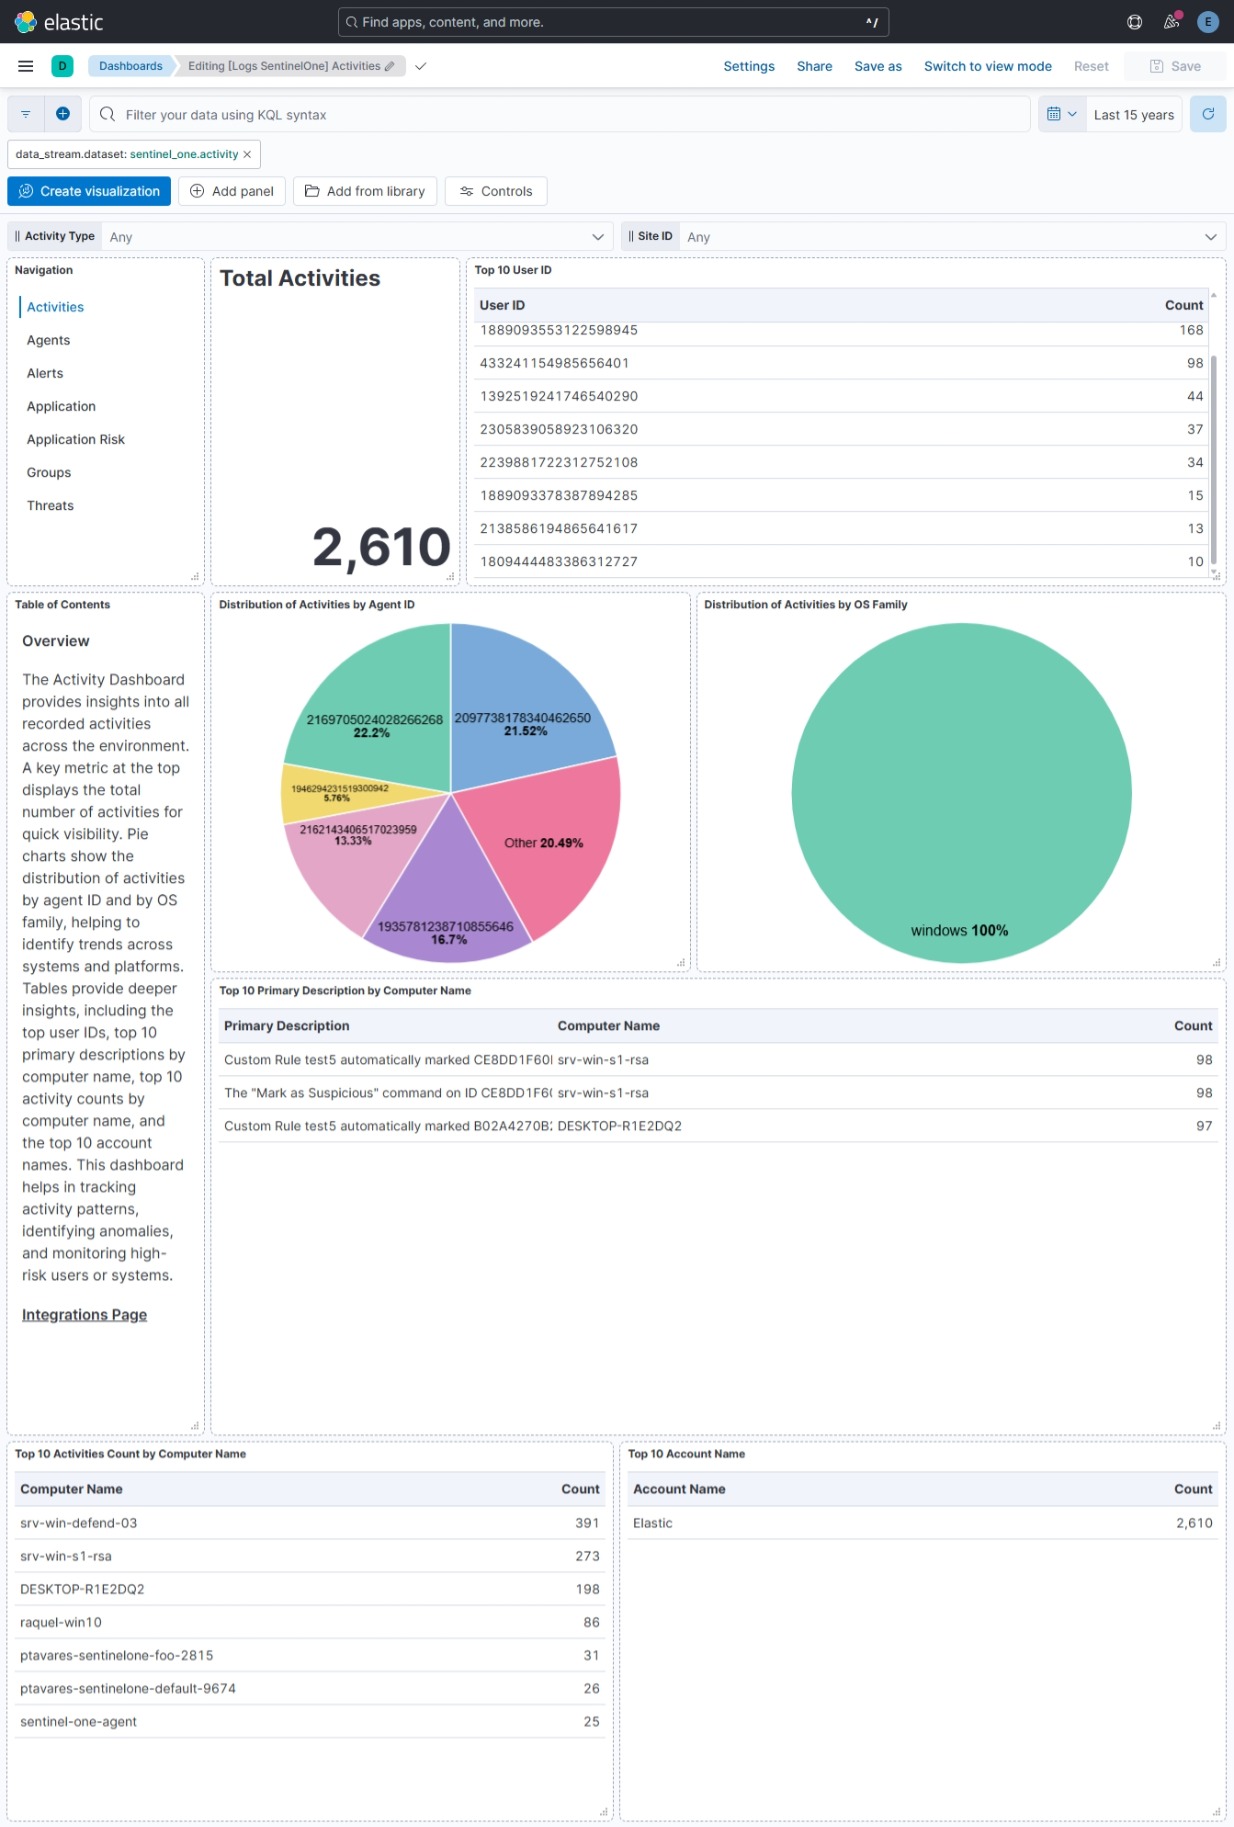 elastic
Find apps, content, and more.
^/
E
D
Dashboards
Editing [Logs SentinelOne] Activities
Settings
Share
Save as
Switch to view mode
Reset
Save
Filter your data using KQL syntax
Last 15 years
data_stream.dataset: sentinel_one.activity
Create visualization
Add panel
Add from library
Controls
Activity Type
Any
Site ID
Any
Navigation
Activities
Agents
Alerts
Application
Application Risk
Groups
Threats
Total Activities
2,610
Top 10 User ID
User ID Count
1889093553122598945 168
433241154985656401 98
1392519241746540290 44
2305839058923106320 37
2239881722312752108 34
1889093378387894285 15
2138586194865641617 13
1809444483386312727 10
Table of Contents
Overview
The Activity Dashboard
provides insights into all
recorded activities
across the environment.
A key metric at the top
displays the total
number of activities for
quick visibility. Pie
charts show the
distribution of activities
by agent ID and by OS
family, helping to
identify trends across
systems and platforms.
Tables provide deeper
insights, including the
top user IDs, top 10
primary descriptions by
computer name, top 10
activity counts by
computer name, and
the top 10 account
names. This dashboard
helps in tracking
activity patterns,
identifying anomalies,
and monitoring high-
risk users or systems.
Integrations Page
Distribution of Activities by Agent ID
2169705024028266268
22.2%
2097738178340462650
21.52%
1946294231519300942
5.76%
2162143406517023959
13.33%
Other 20.49%
1935781238710855646
16.7%
Distribution of Activities by OS Family
windows 100%
Top 10 Primary Description by Computer Name
Primary Description Computer Name Count
Custom Rule test5 automatically marked CE8DD1F60 srv-win-s1-rsa 98
The "Mark as Suspicious" command on ID CE8DD1F6 srv-win-s1-rsa 98
Custom Rule test5 automatically marked B02A4270B DESKTOP-R1E2DQ2 97
Top 10 Activities Count by Computer Name
Computer Name Count
srv-win-defend-03 391
srv-win-s1-rsa 273
DESKTOP-R1E2DQ2 198
raquel-win10 86
ptavares-sentinelone-foo-2815 31
ptavares-sentinelone-default-9674 26
sentinel-one-agent 25
Top 10 Account Name
Account Name Count
Elastic 2,610